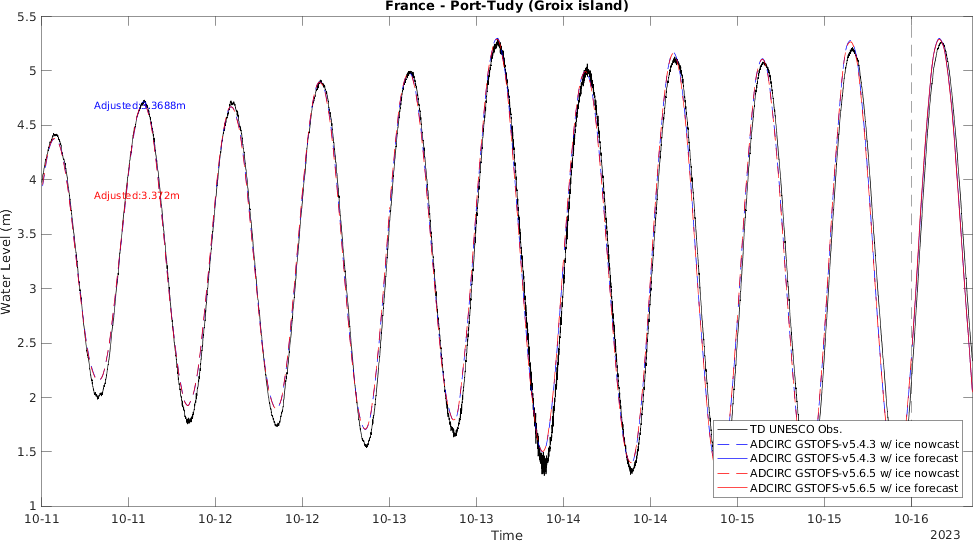 France - Port-Tudy (Groix island)
5.5
5
4.5
4
3.5
3
2.5
2
1.5
1
Water Level (m)
Adjusted:3.3688m
Adjusted:3.372m
TD UNESCO Obs.
ADCIRC GSTOFS-v5.4.3 w/ ice nowcast
ADCIRC GSTOFS-v5.4.3 w/ ice forecast
ADCIRC GSTOFS-v5.6.5 w/ ice nowcast
ADCIRC GSTOFS-v5.6.5 w/ ice forecast
10-11 10-11 10-12 10-12 10-13 10-13 10-14 10-14 10-15 10-15 10-16
Time
2023